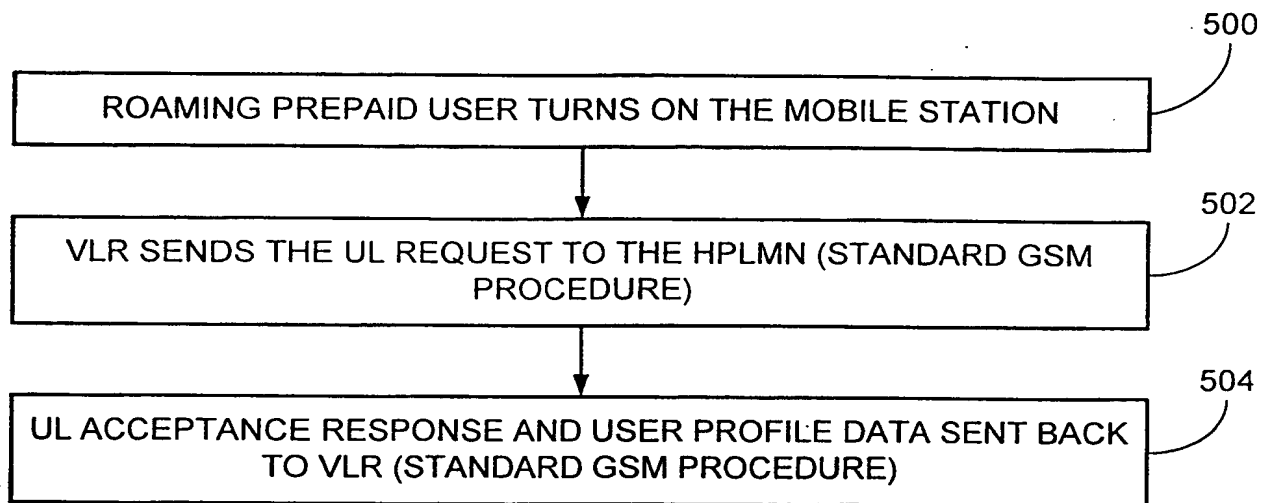 500
ROAMING PREPAID USER TURNS ON THE MOBILE STATION
502
VLR SENDS THE UL REQUEST TO THE HPLMN (STANDARD GSM
PROCEDURE)
504
UL ACCEPTANCE RESPONSE AND USER PROFILE DATA SENT BACK
TO VLR (STANDARD GSM PROCEDURE)